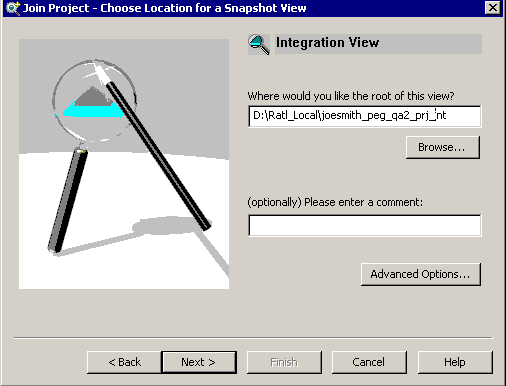 Join Project - Choose Location for a Snapshot View
Integration View
Where would you like the root of this view?
D:\Ratl_Local\joesmith_peg_qa2_prj_int
Browse...
(optionally) Please enter a comment:
Advanced Options...
< Back
Next >
Finish
Cancel
Help